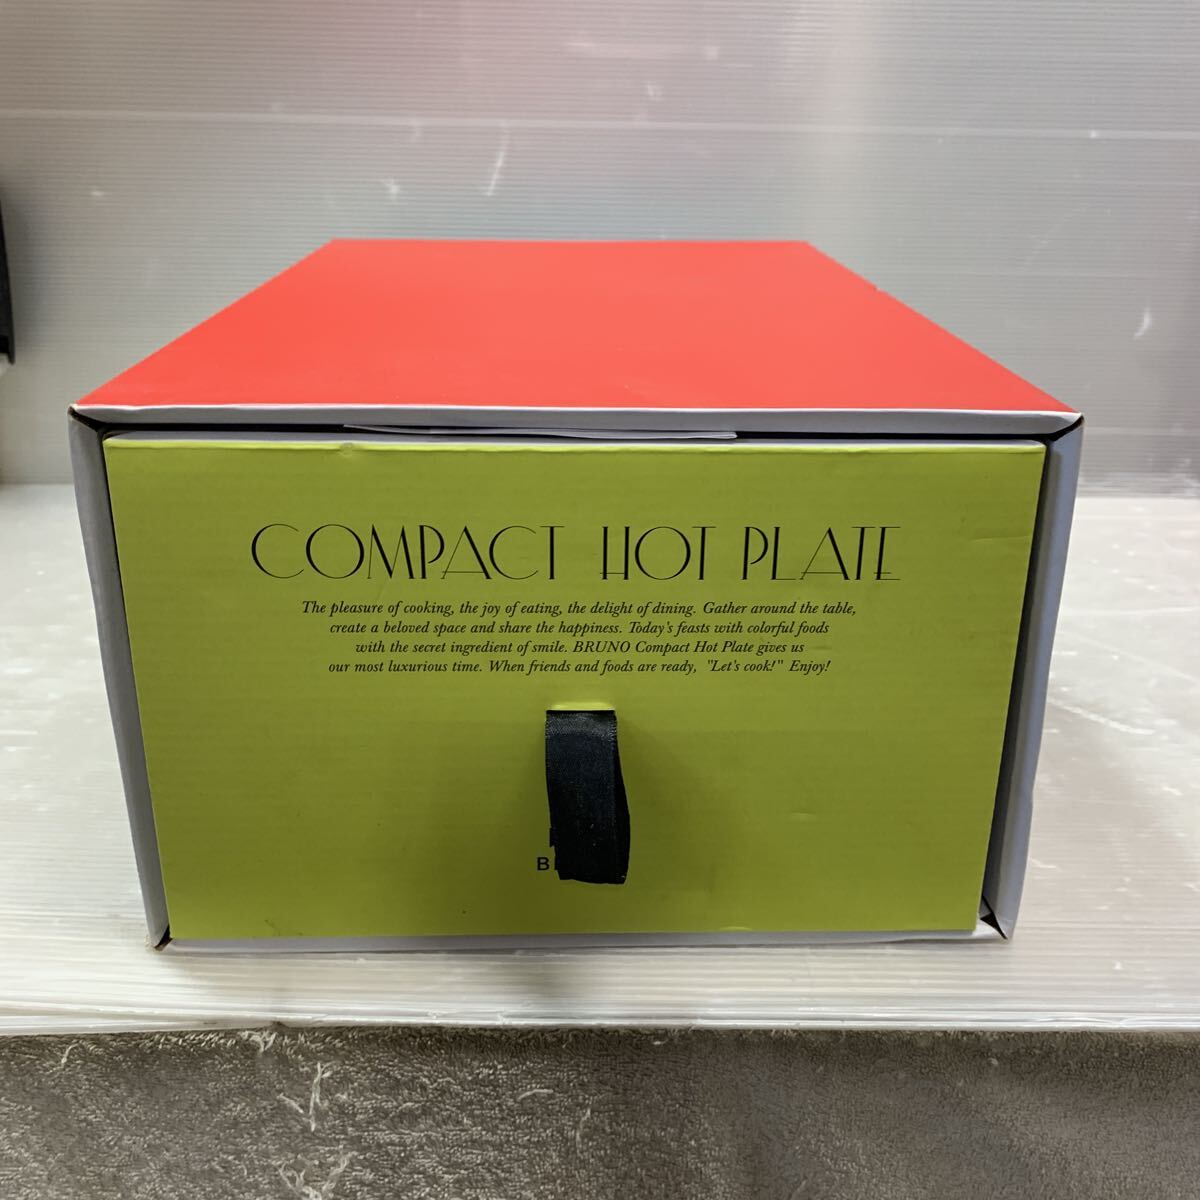 COMPACT HOT PLATE
The pleasure of cooking, the joy of eating, the delight of dining. Gather around the table,
create a beloved space and share the happiness. Today's feasts with colorful foods
with the secret ingredient of smile. BRUNO Compact Hot Plate gives us
our most luxurious time. When friends and foods are ready, "Let's cook!" Enjoy!